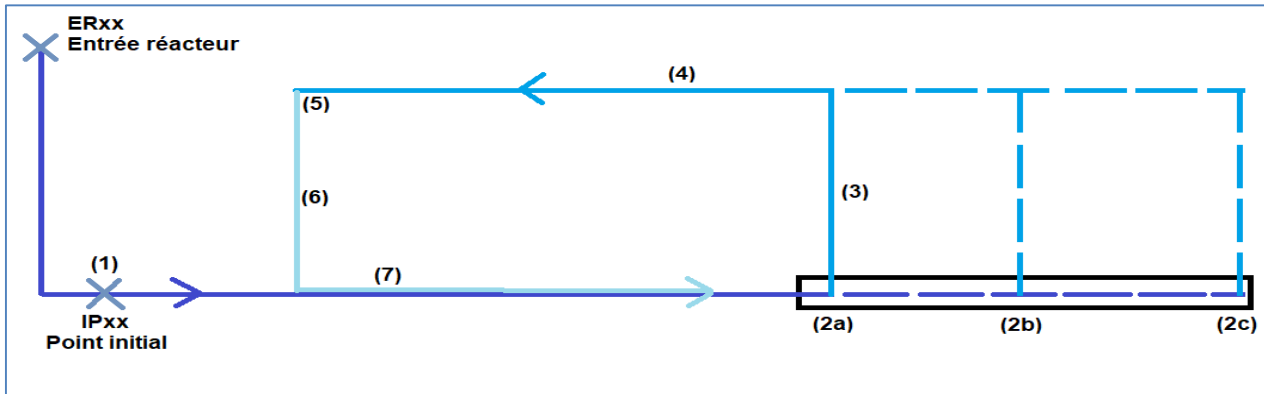 ERxx
Entrée réacteur
(4)
(5)
(6)
(3)
(1)
(7)
IPxx
Point initial
(2a)
(2b)
(2c)